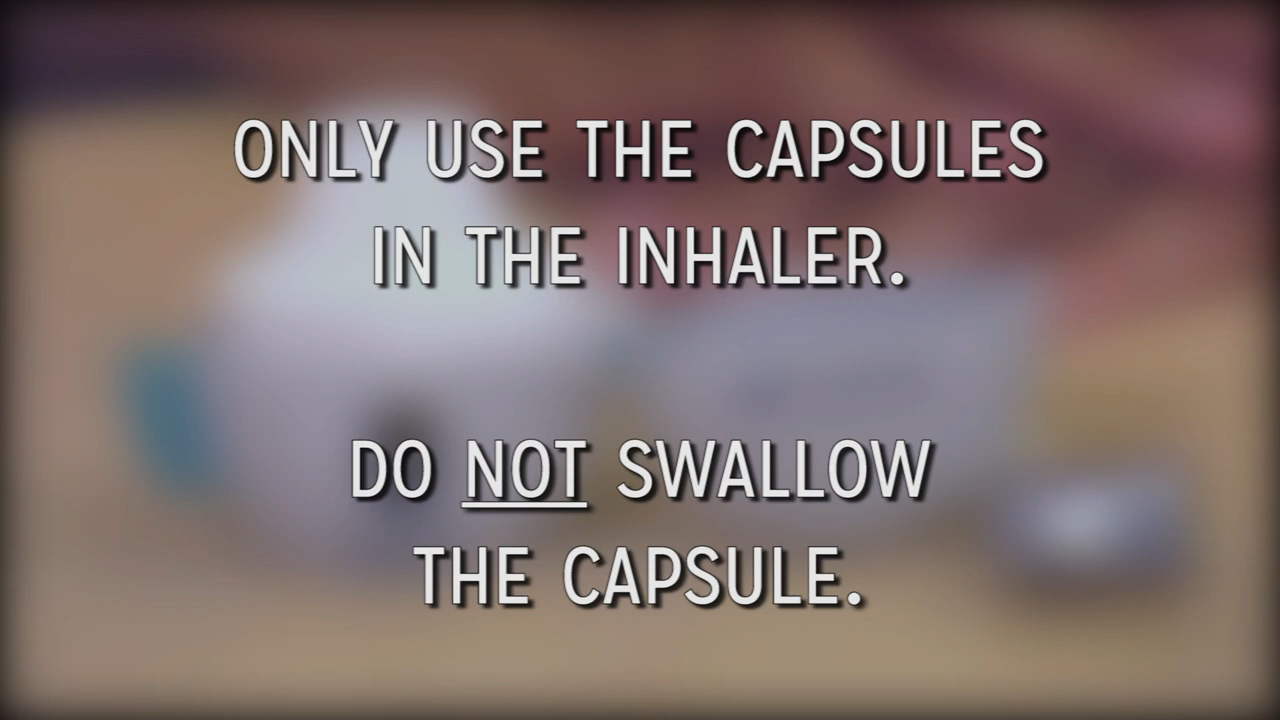 ONLY USE THE CAPSULES
IN THE INHALER.
DO NOT SWALLOW
THE CAPSULE.